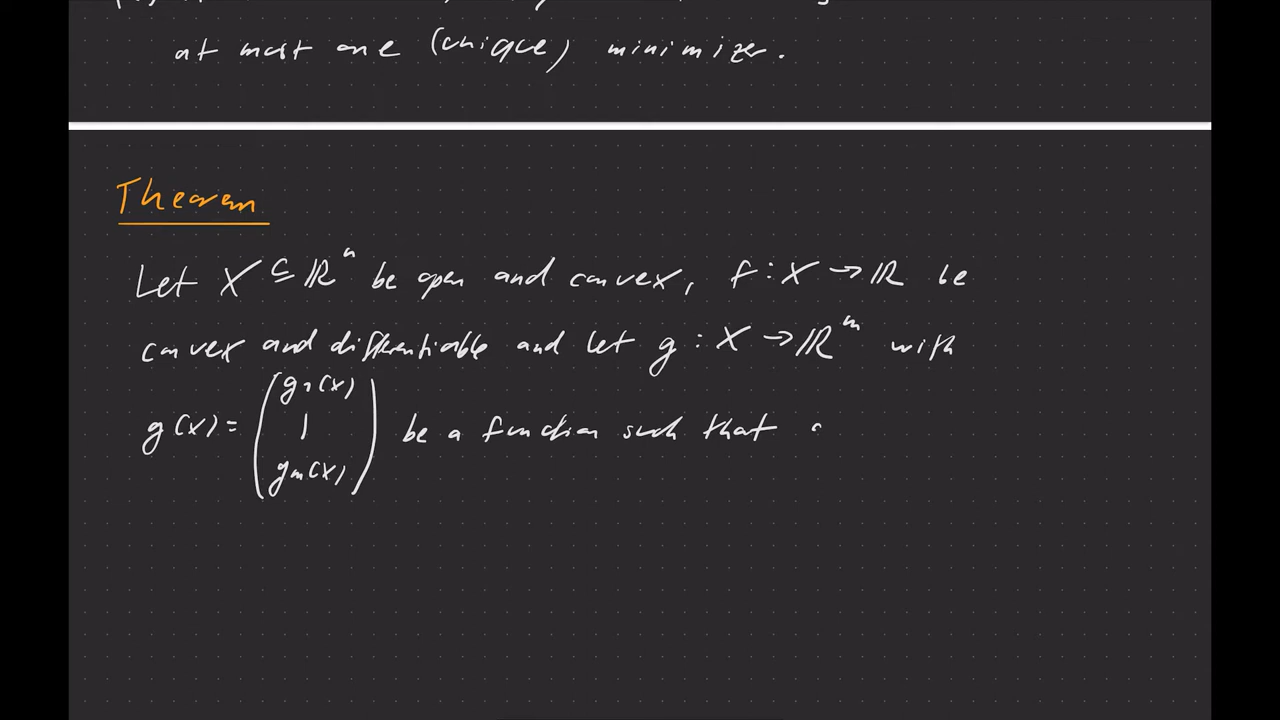 at most one (unique) minimizer.
Theorem
Let X ⊆ ℝⁿ be open and convex, f : X → ℝ be
convex and differentiable and let g : X → ℝᵐ with
g(x) = (g₁(x) | gₘ(x)) be a function such that